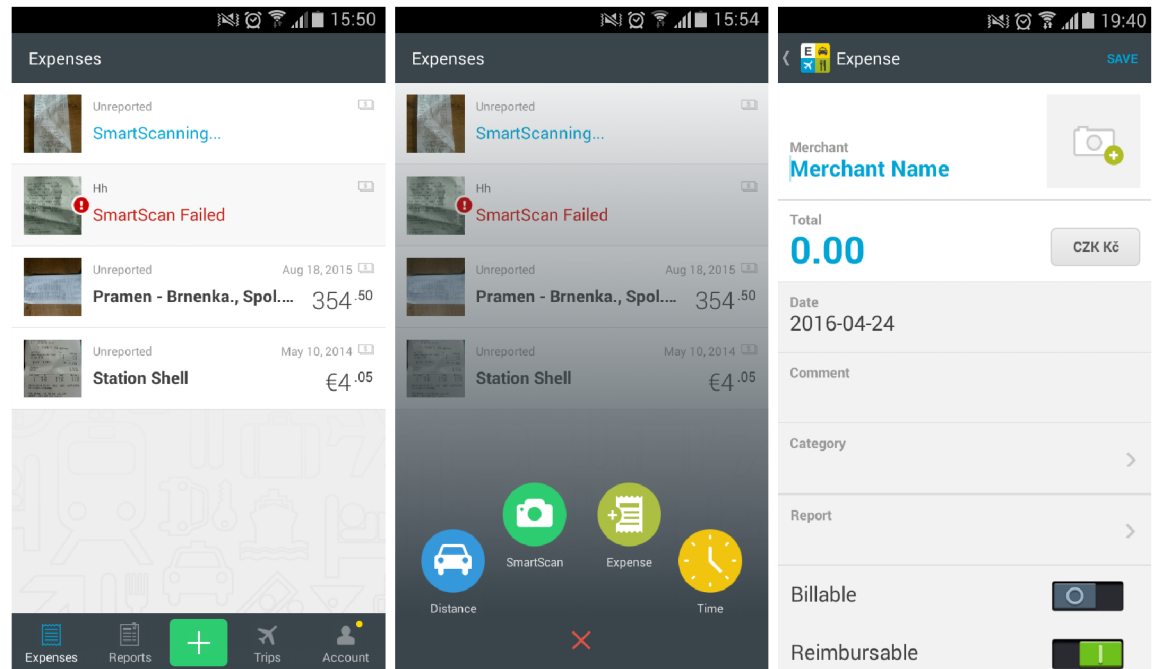 15:50
Expenses
Unreported
SmartScanning...
Hh
SmartScan Failed
Unreported
Aug 18, 2015
Pramen - Brnenka., Spol....
354.50
Unreported
May 10, 2014
Station Shell
€4.05
Expenses
Reports
Trips
Account
15:54
Expenses
Unreported
SmartScanning...
Hh
SmartScan Failed
Unreported
Aug 18, 2015
Pramen - Brnenka., Spol....
354.50
Unreported
May 10, 2014
Station Shell
€4.05
SmartScan
Expense
Distance
Time
19:40
E
Expense
SAVE
Merchant
Merchant Name
Total
0.00
CZK Kč
Date
2016-04-24
Comment
Category
Report
Billable
Reimbursable